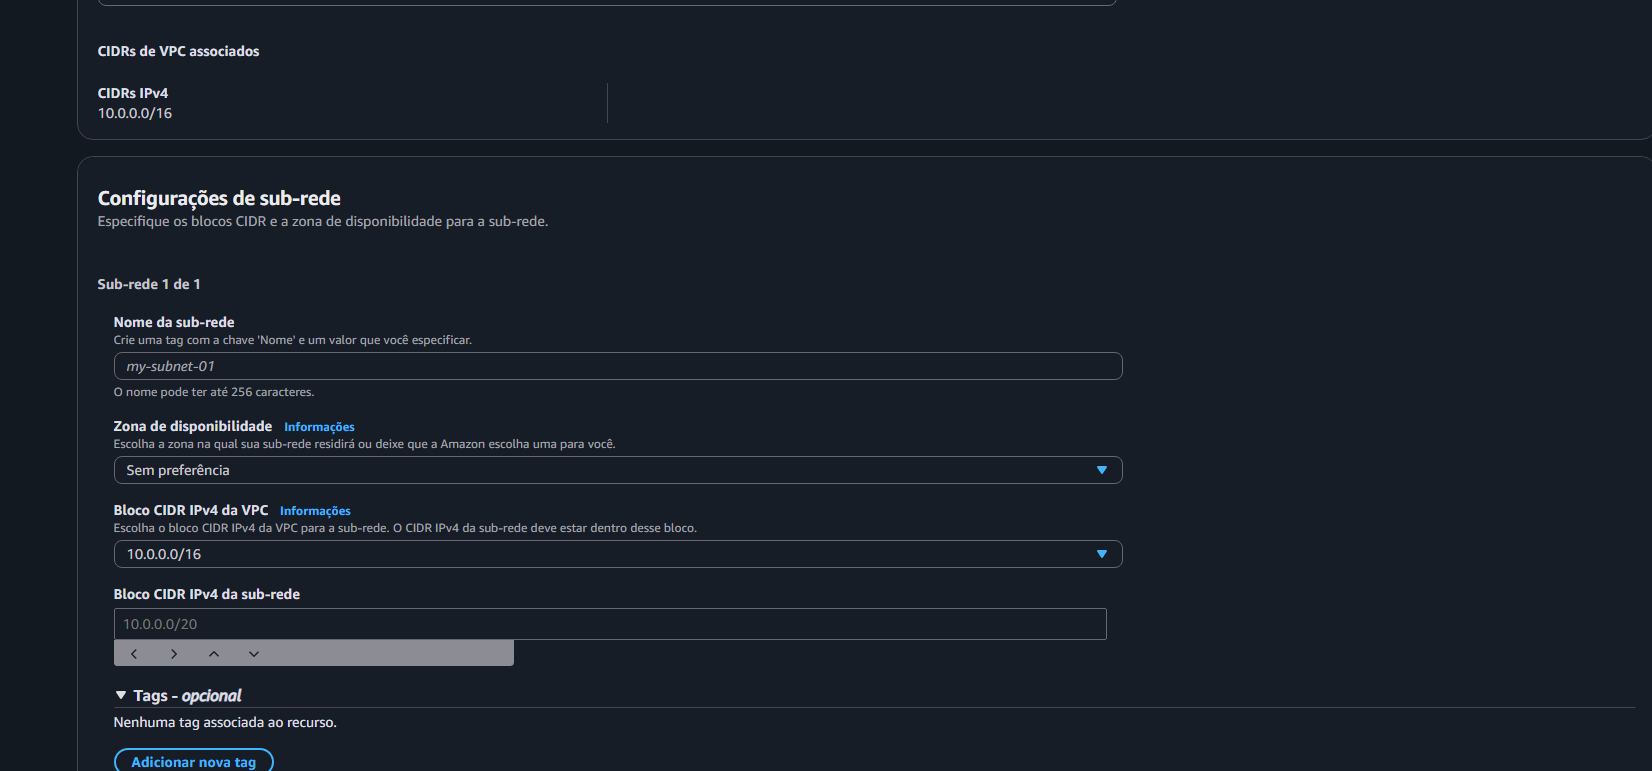 CIDRs de VPC associados
CIDRs IPv4
10.0.0.0/16
Configurações de sub-rede
Especifique os blocos CIDR e a zona de disponibilidade para a sub-rede.
Sub-rede 1 de 1
Nome da sub-rede
Crie uma tag com a chave 'Nome' e um valor que você especificar.
my-subnet-01
O nome pode ter até 256 caracteres.
Zona de disponibilidade Informações
Escolha a zona na qual sua sub-rede residirá ou deixe que a Amazon escolha uma para você.
Sem preferência
Bloco CIDR IPv4 da VPC Informações
Escolha o bloco CIDR IPv4 da VPC para a sub-rede. O CIDR IPv4 da sub-rede deve estar dentro desse bloco.
10.0.0.0/16
Bloco CIDR IPv4 da sub-rede
10.0.0.0/20
Tags - opcional
Nenhuma tag associada ao recurso.
Adicionar nova tag